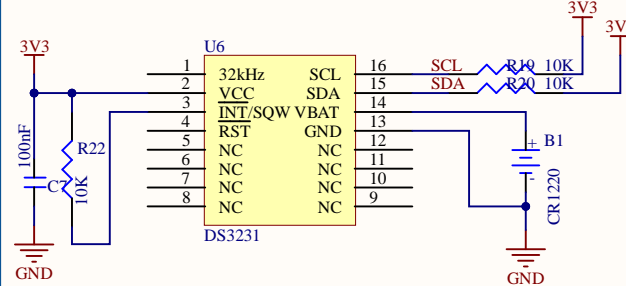 3V3
3V3
3V
U6
1 32kHz SCL 16 SCL R19 10K
2 VCC SDA 15 SDA R20 10K
3 INT/SQW VBAT 14
4 RST GND 13
5 NC NC 12
6 NC NC 11
7 NC NC 10
8 NC NC 9
DS3231
100nF
C7
R22
10K
GND
+ B1
-
CR1220
GND